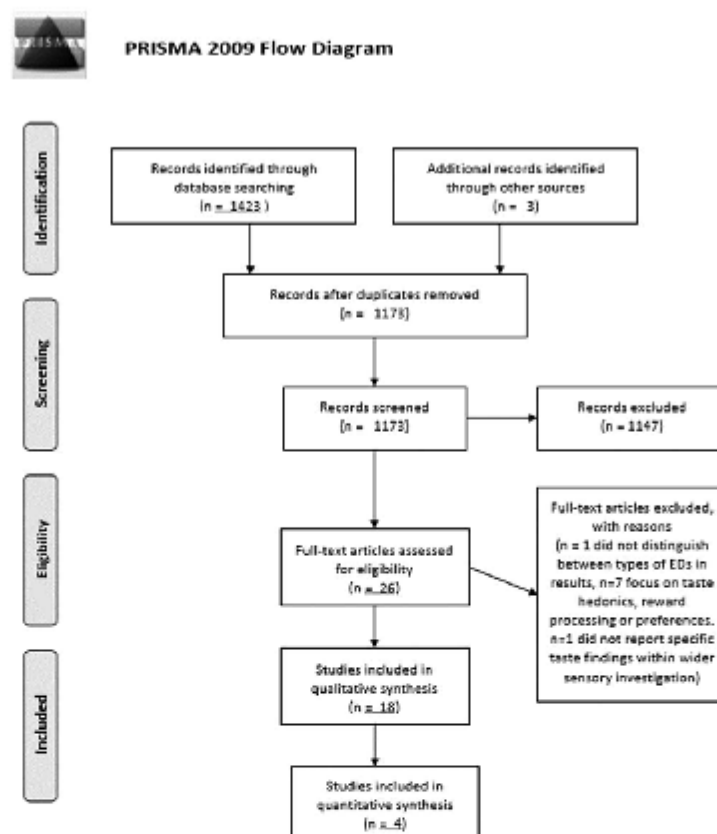 PRISMA
PRISMA 2009 Flow Diagram
Identification
Records identified through
database searching
(n = 1423 )
Additional records identified
through other sources
(n = 3)
Records after duplicates removed
(n = 1173)
Screening
Records screened
(n = 1173)
Records excluded
(n = 1147)
Eligibility
Full-text articles assessed
for eligibility
(n = 26)
Full-text articles excluded,
with reasons
(n = 1 did not distinguish
between types of EDs in
results, n=7 focus on taste
hedonics, reward
processing or preferences.
n=1 did not report specific
taste findings within wider
sensory investigation)
Included
Studies included in
qualitative synthesis
(n = 18)
Studies included in
quantitative synthesis
(n = 4)